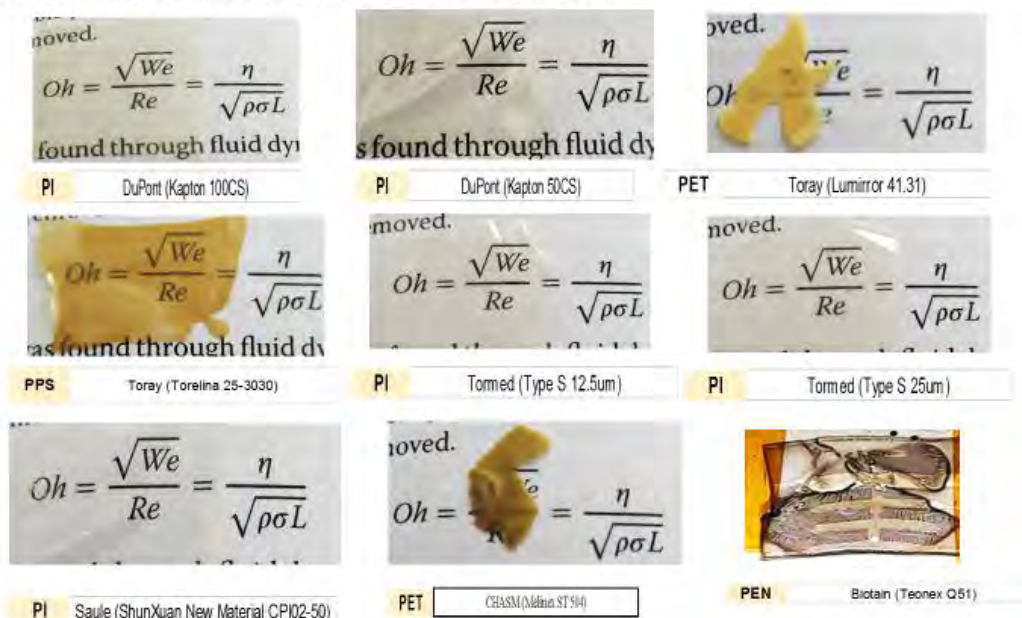 noved.
Oh = √We / Re = η / √ρσL
found through fluid dy
PI DuPont (Kapton 100CS)
Oh = √We / Re = η / √ρσL
s found through fluid dy
PI DuPont (Kapton 50CS)
oved.
= η / √ρσL
PET Toray (Lumirror 41.31)
Oh = √We / Re = η / √ρσL
as found through fluid dy
PPS Toray (Torelina 25-3030)
emoved.
Oh = √We / Re = η / √ρσL
PI Tormed (Type S 12.5um)
noved.
Oh = √We / Re = η / √ρσL
PI Tormed (Type S 25um)
Oh = √We / Re = η / √ρσL
PI Saule (ShunXuan New Material CPI02-50)
noved.
Oh = = η / √ρσL
PET CHASM (Melinex ST 504)
PEN Biotain (Teonex Q51)